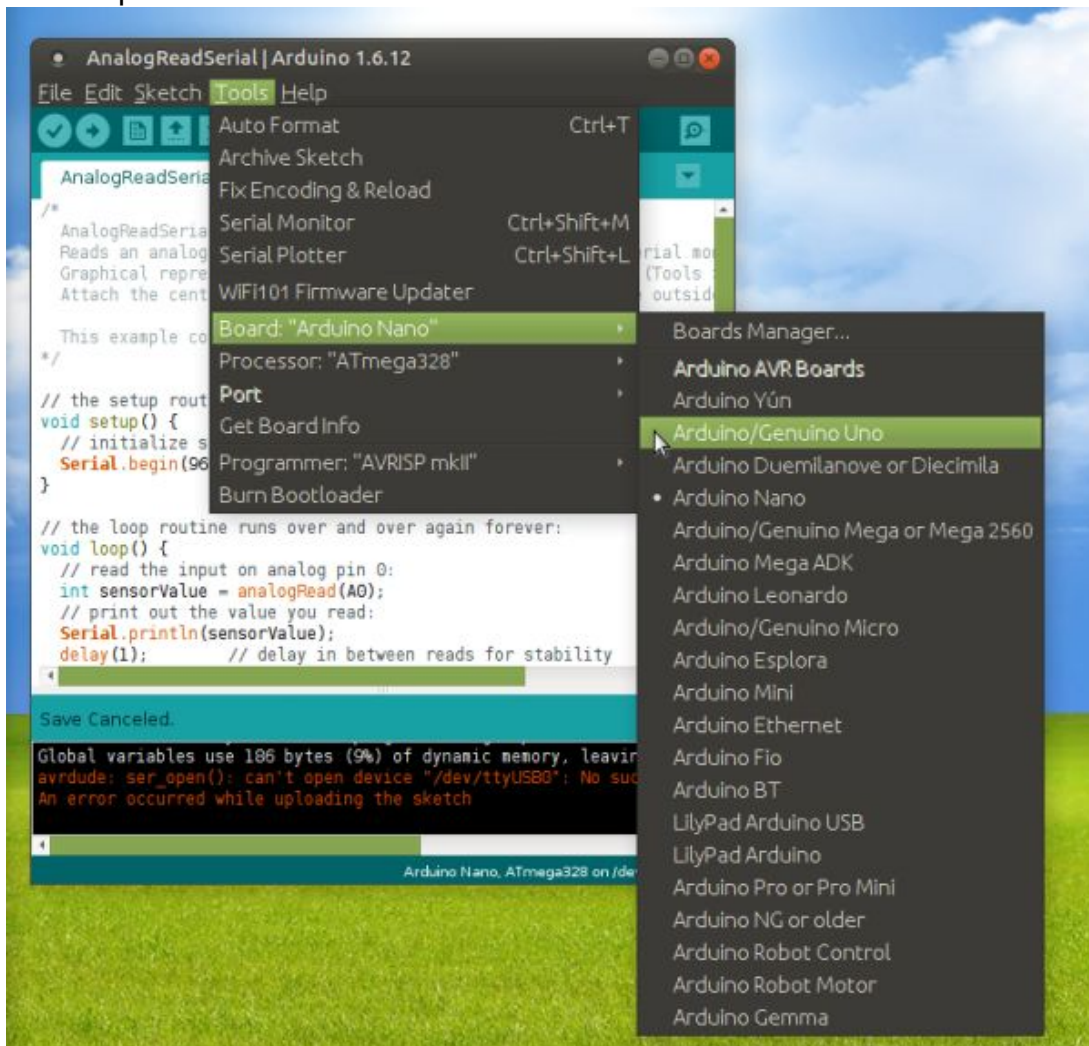 AnalogReadSerial | Arduino 1.6.12
File Edit Sketch Tools Help
Auto Format Ctrl+T
Archive Sketch
Fix Encoding & Reload
Serial Monitor Ctrl+Shift+M
Serial Plotter Ctrl+Shift+L
WiFi101 Firmware Updater
Board: "Arduino Nano"
Processor: "ATmega328"
Port
Get Board Info
Programmer: "AVRISP mkII"
Burn Bootloader
Boards Manager...
Arduino AVR Boards
Arduino Yún
Arduino/Genuino Uno
Arduino Duemilanove or Diecimila
Arduino Nano
Arduino/Genuino Mega or Mega 2560
Arduino Mega ADK
Arduino Leonardo
Arduino/Genuino Micro
Arduino Esplora
Arduino Mini
Arduino Ethernet
Arduino Fio
Arduino BT
LilyPad Arduino USB
LilyPad Arduino
Arduino Pro or Pro Mini
Arduino NG or older
Arduino Robot Control
Arduino Robot Motor
Arduino Gemma
AnalogReadSeria
/*
AnalogReadSeria
Reads an analog rial mo
Graphical repre (Tools
Attach the cent outsid
This example co
*/
// the setup rout
void setup() {
// initialize s
Serial.begin(96
}
// the loop routine runs over and over again forever:
void loop() {
// read the input on analog pin 0:
int sensorValue = analogRead(A0);
// print out the value you read:
Serial.println(sensorValue);
delay(1); // delay in between reads for stability
Save Canceled.
Global variables use 186 bytes (9%) of dynamic memory, leavin
avrdude: ser_open(): can't open device "/dev/ttyUSB0": No suc
An error occurred while uploading the sketch
Arduino Nano, ATmega328 on /de